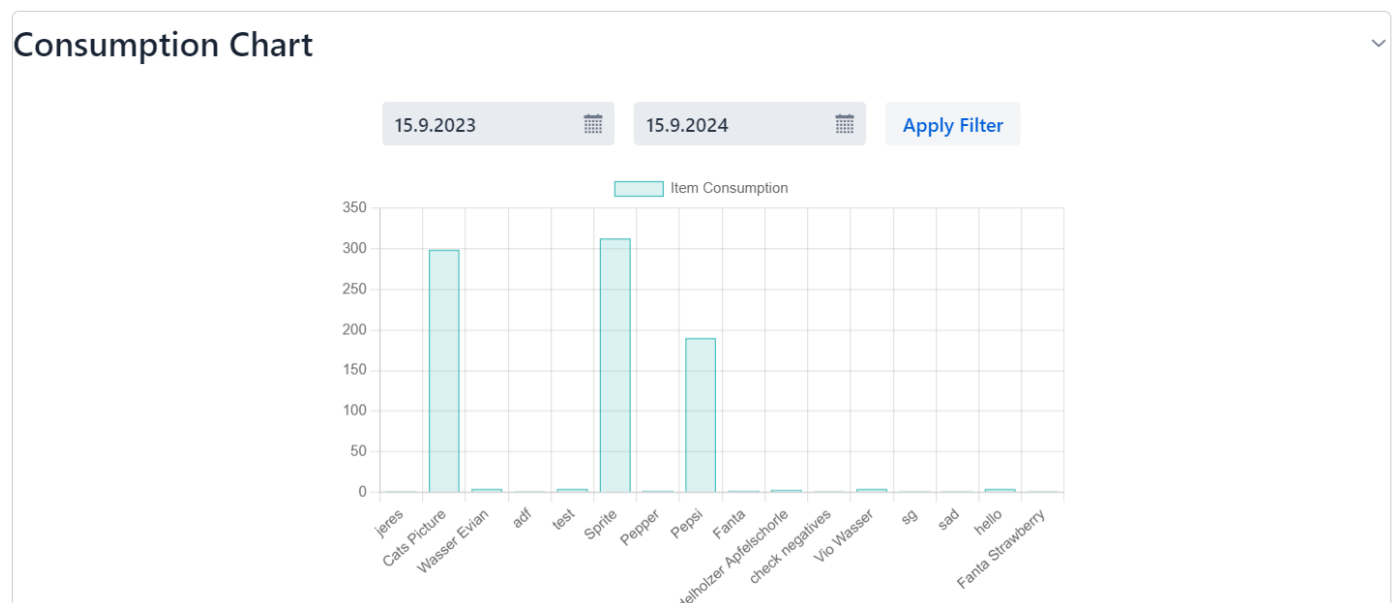 Consumption Chart
15.9.2023
15.9.2024
Apply Filter
Item Consumption
350
300
250
200
150
100
50
0
jeres
Cats Picture
Wasser Evian
adf
test
Sprite
Pepper
Pepsi
Fanta
Apfelschorle
check negatives
Vio Wasser
sg
sad
hello
Fanta Strawberry